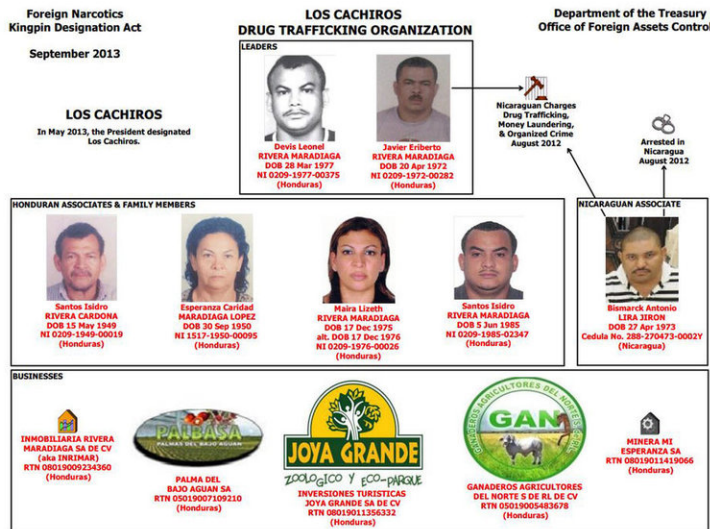 Foreign Narcotics
Kingpin Designation Act
September 2013
LOS CACHIROS
DRUG TRAFFICKING ORGANIZATION
Department of the Treasury
Office of Foreign Assets Control
LOS CACHIROS
In May 2013, the President designated
Los Cachiros.
LEADERS
Devis Leonel
RIVERA MARADIAGA
DOB 28 Mar 1977
NI 0209-1977-00375
(Honduras)
Javier Eriberto
RIVERA MARADIAGA
DOB 20 Apr 1972
NI 0209-1972-00282
(Honduras)
Nicaraguan Charges
Drug Trafficking,
Money Laundering,
& Organized Crime
August 2012
Arrested in
Nicaragua
August 2012
HONDURAN ASSOCIATES & FAMILY MEMBERS
Santos Isidro
RIVERA CARDONA
DOB 15 May 1949
NI 0209-1949-00019
(Honduras)
Esperanza Caridad
MARADIAGA LOPEZ
DOB 30 Sep 1950
NI 1517-1950-00095
(Honduras)
Maira Lizeth
RIVERA MARADIAGA
DOB 17 Dec 1975
alt. DOB 17 Dec 1976
NI 0209-1976-00026
(Honduras)
Santos Isidro
RIVERA MARADIAGA
DOB 5 Jun 1985
NI 0209-1985-02347
(Honduras)
NICARAGUAN ASSOCIATE
Bismarck Antonio
LIRA JIRON
DOB 27 Apr 1973
Cedula No. 288-270473-0002Y
(Nicaragua)
BUSINESSES
INMOBILIARIA RIVERA
MARADIAGA SA DE CV
(aka INRIMAR)
RTN 08019009234360
(Honduras)
PALBASA
PALMAS DEL BAJO AGUAN
PALMA DEL
BAJO AGUAN SA
RTN 05019007109210
(Honduras)
JOYA GRANDE
ZOOLOGICO Y ECO-PARQUE
INVERSIONES TURISTICAS
JOYA GRANDE SA DE CV
RTN 08019011356332
(Honduras)
GANADEROS AGRICULTORES DEL NORTE
GAN
GANADEROS AGRICULTORES
DEL NORTE S DE RL DE CV
RTN 05019005483678
(Honduras)
MINERA MI
ESPERANZA SA
RTN 08019011419066
(Honduras)